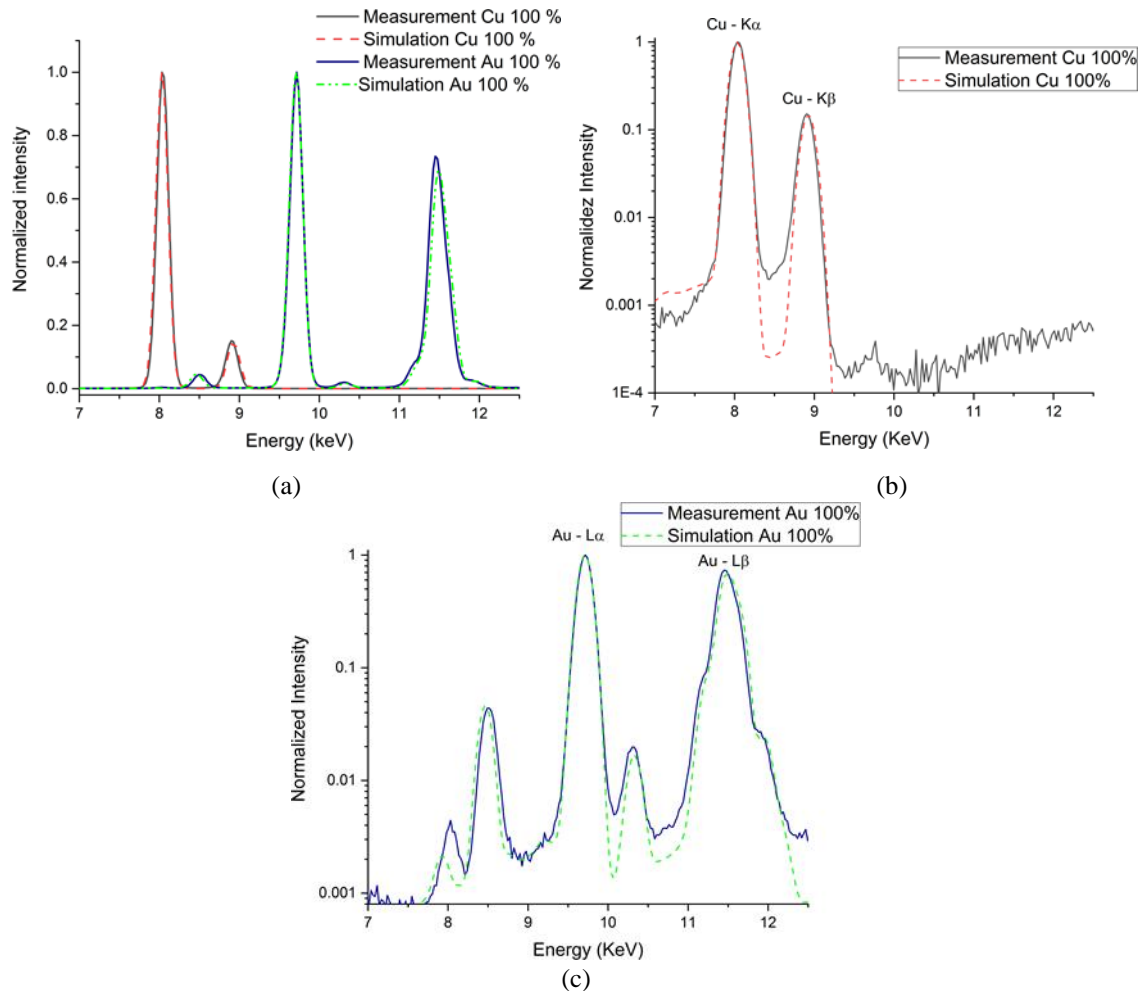 Measurement Cu 100 %
Simulation Cu 100 %
Measurement Au 100 %
Simulation Au 100 %
Normalized intensity
1.0
0.8
0.6
0.4
0.2
0.0
7 8 9 10 11 12
Energy (keV)
(a)
Cu - Kα
Measurement Cu 100%
Simulation Cu 100%
Cu - Kβ
Normalidez Intensity
1
0.1
0.01
0.001
1E-4
7 8 9 10 11 12
Energy (KeV)
(b)
Measurement Au 100%
Simulation Au 100%
Au - Lα
Au - Lβ
Normalized Intensity
1
0.1
0.01
0.001
7 8 9 10 11 12
Energy (KeV)
(c)